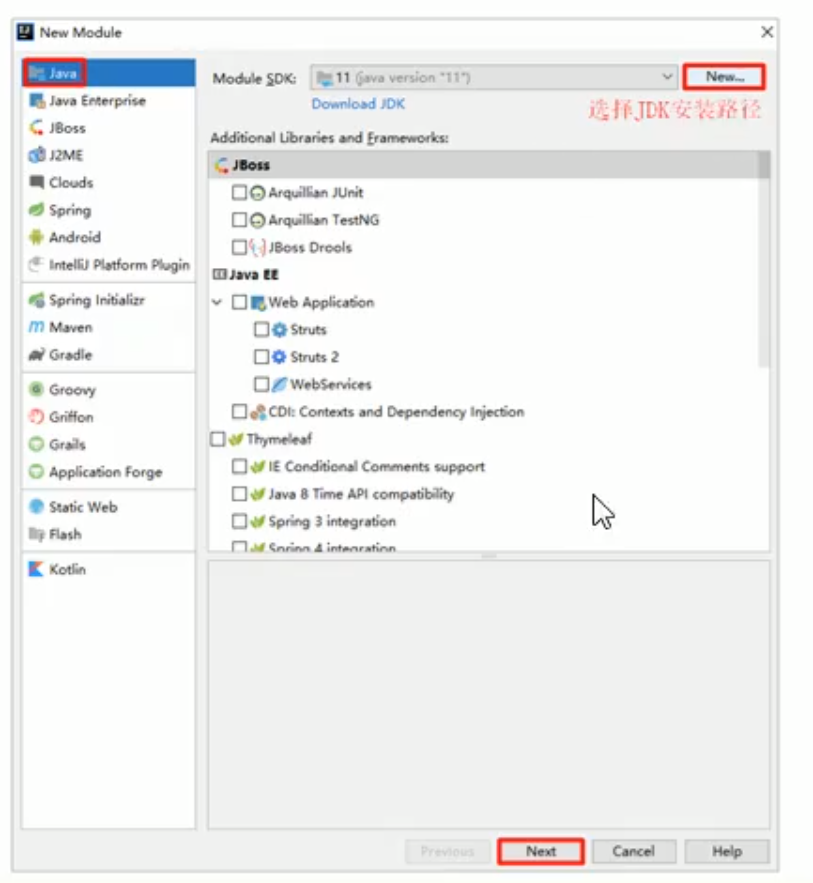 New Module
Java
Java Enterprise
JBoss
J2ME
Clouds
Spring
Android
IntelliJ Platform Plugin
Spring Initializr
Maven
Gradle
Groovy
Griffon
Grails
Application Forge
Static Web
Flash
Kotlin
Module SDK: 11 (java version "11") New...
Download JDK
选择JDK安装路径
Additional Libraries and Frameworks:
JBoss
Arquillian JUnit
Arquillian TestNG
JBoss Drools
Java EE
Web Application
Struts
Struts 2
WebServices
CDI: Contexts and Dependency Injection
Thymeleaf
IE Conditional Comments support
Java 8 Time API compatibility
Spring 3 integration
Spring 4 integration
Previous Next Cancel Help